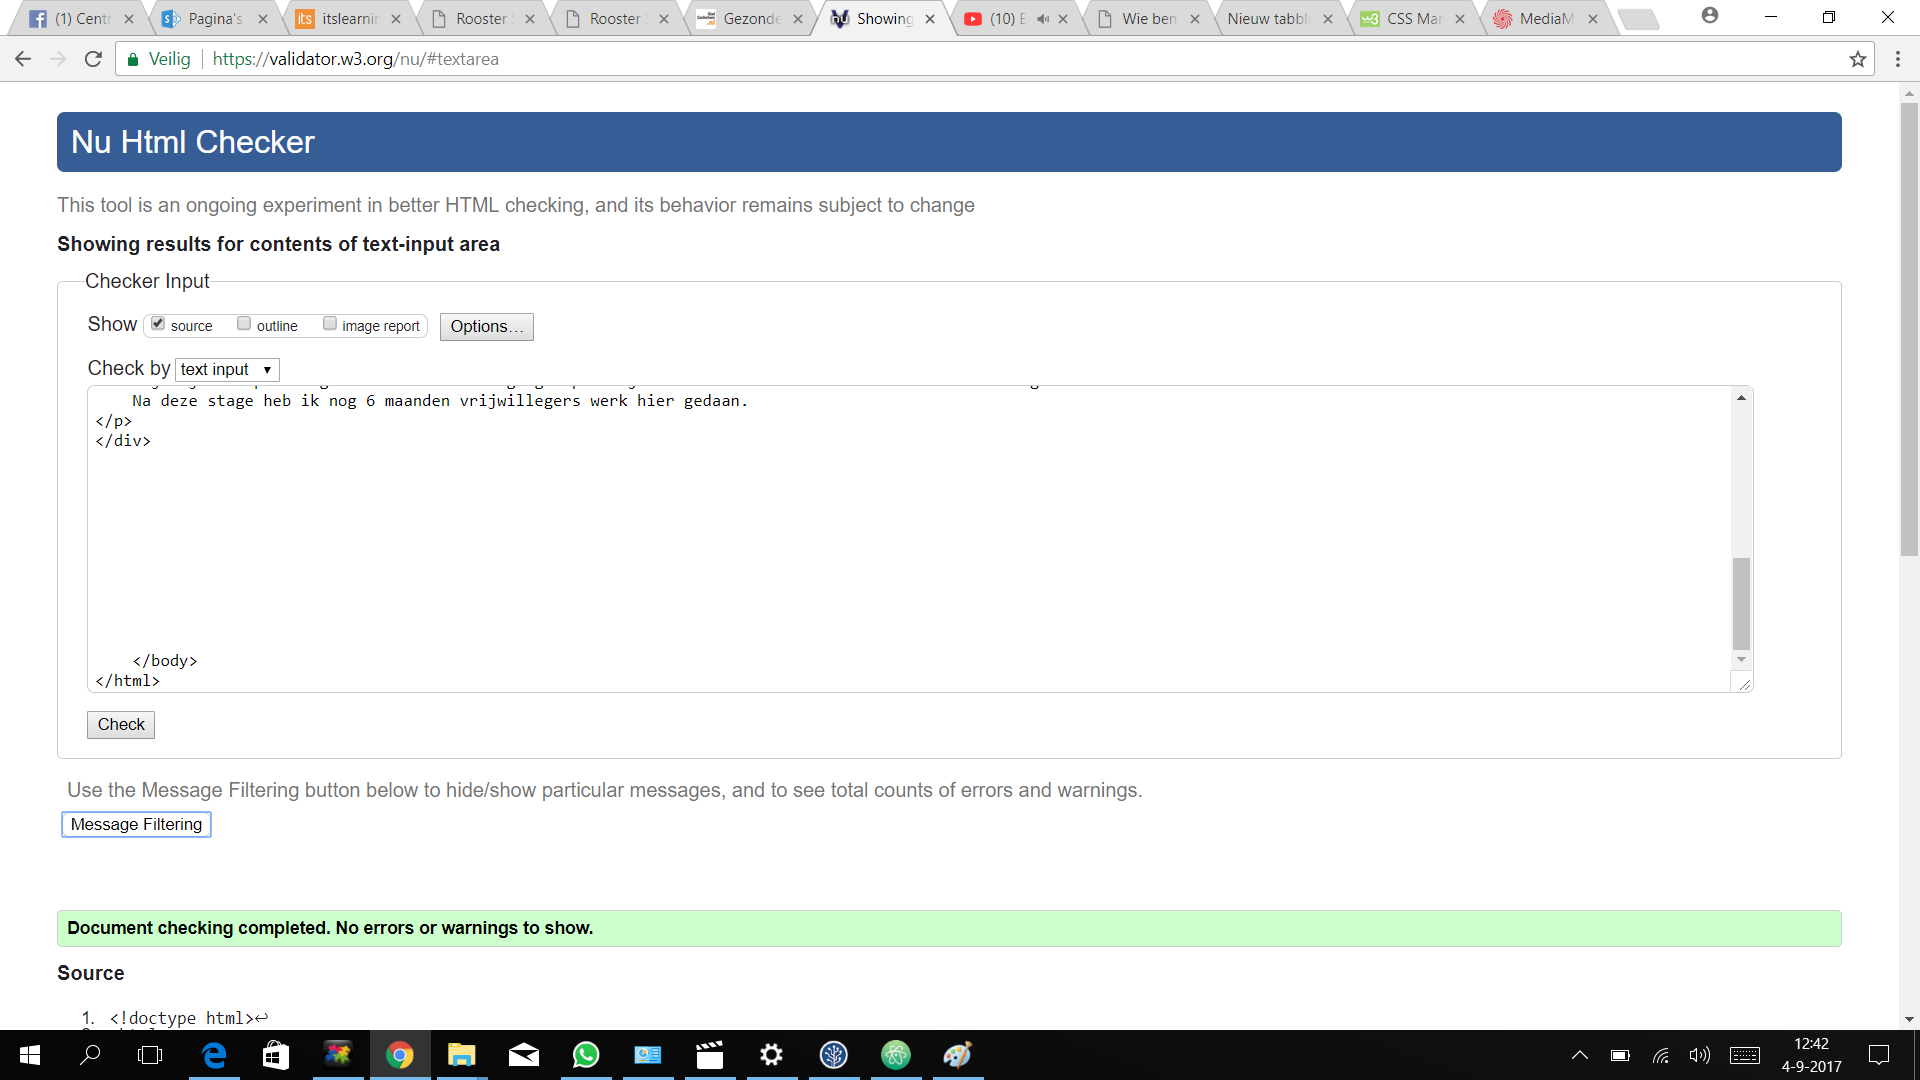 (1) Centr
Pagina's
itslearnin
Rooster
Rooster
Gezonde
Showing
(10) E
Wie ben
Nieuw tabbl
CSS Mar
MediaM
Veilig
https://validator.w3.org/nu/#textarea
Nu Html Checker
This tool is an ongoing experiment in better HTML checking, and its behavior remains subject to change
Showing results for contents of text-input area
Checker Input
Show source outline image report Options…
Check by text input
Na deze stage heb ik nog 6 maanden vrijwillegers werk hier gedaan.
</p>
</div>
</body>
</html>
Check
Use the Message Filtering button below to hide/show particular messages, and to see total counts of errors and warnings.
Message Filtering
Document checking completed. No errors or warnings to show.
Source
1. <!doctype html>↩
12:42
4-9-2017